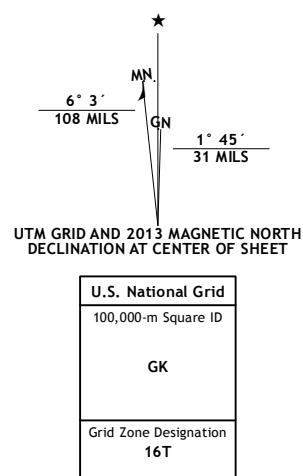 MN.
6° 3´
108 MILS
GN
1° 45´
31 MILS
UTM GRID AND 2013 MAGNETIC NORTH
DECLINATION AT CENTER OF SHEET
U.S. National Grid
100,000-m Square ID
GK
Grid Zone Designation
16T